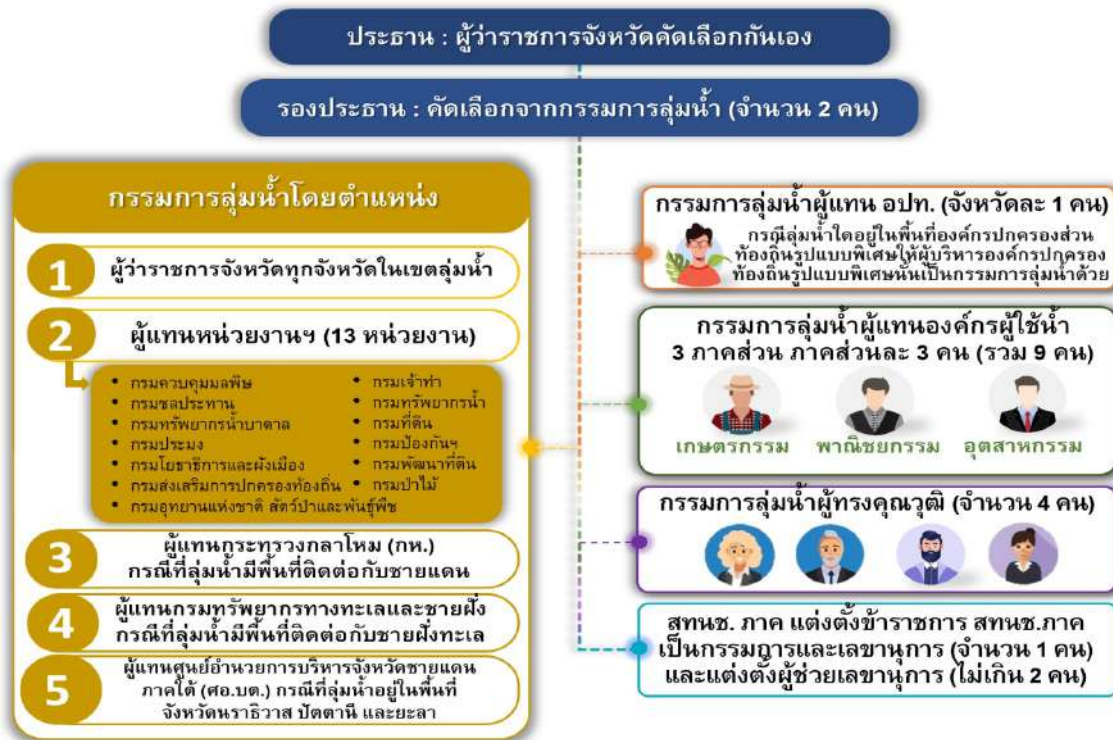 ประธาน : ผู้ว่าราชการจังหวัดคัดเลือกกันเอง
รองประธาน : คัดเลือกจากกรรมการลุ่มน้ำ (จำนวน 2 คน)
กรรมการลุ่มน้ำโดยตำแหน่ง
1
ผู้ว่าราชการจังหวัดทุกจังหวัดในเขตลุ่มน้ำ
2
ผู้แทนหน่วยงานฯ (13 หน่วยงาน)
• กรมควบคุมมลพิษ
• กรมชลประทาน
• กรมทรัพยากรน้ำบาดาล
• กรมประมง
• กรมโยธาธิการและผังเมือง
• กรมส่งเสริมการปกครองท้องถิ่น
• กรมอุทยานแห่งชาติ สัตว์ป่าและพันธุ์พืช
• กรมเจ้าท่า
• กรมทรัพยากรน้ำ
• กรมที่ดิน
• กรมป้องกันฯ
• กรมพัฒนาที่ดิน
• กรมป่าไม้
3
ผู้แทนกระทรวงกลาโหม (กห.)
กรณีที่ลุ่มน้ำมีพื้นที่ติดต่อกับชายแดน
4
ผู้แทนกรมทรัพยากรทางทะเลและชายฝั่ง
กรณีที่ลุ่มน้ำมีพื้นที่ติดต่อกับชายฝั่งทะเล
5
ผู้แทนศูนย์อำนวยการบริหารจังหวัดชายแดน
ภาคใต้ (ศอ.บต.) กรณีที่ลุ่มน้ำอยู่ในพื้นที่
จังหวัดนราธิวาส ปัตตานี และยะลา
กรรมการลุ่มน้ำผู้แทน อปท. (จังหวัดละ 1 คน)
กรณีลุ่มน้ำใดอยู่ในพื้นที่องค์กรปกครองส่วน
ท้องถิ่นรูปแบบพิเศษให้ผู้บริหารองค์กรปกครอง
ท้องถิ่นรูปแบบพิเศษนั้นเป็นกรรมการลุ่มน้ำด้วย
กรรมการลุ่มน้ำผู้แทนองค์กรผู้ใช้น้ำ
3 ภาคส่วน ภาคส่วนละ 3 คน (รวม 9 คน)
เกษตรกรรม พาณิชยกรรม อุตสาหกรรม
กรรมการลุ่มน้ำผู้ทรงคุณวุฒิ (จำนวน 4 คน)
สทนช. ภาค แต่งตั้งข้าราชการ สทนช.ภาค
เป็นกรรมการและเลขานุการ (จำนวน 1 คน)
และแต่งตั้งผู้ช่วยเลขานุการ (ไม่เกิน 2 คน)